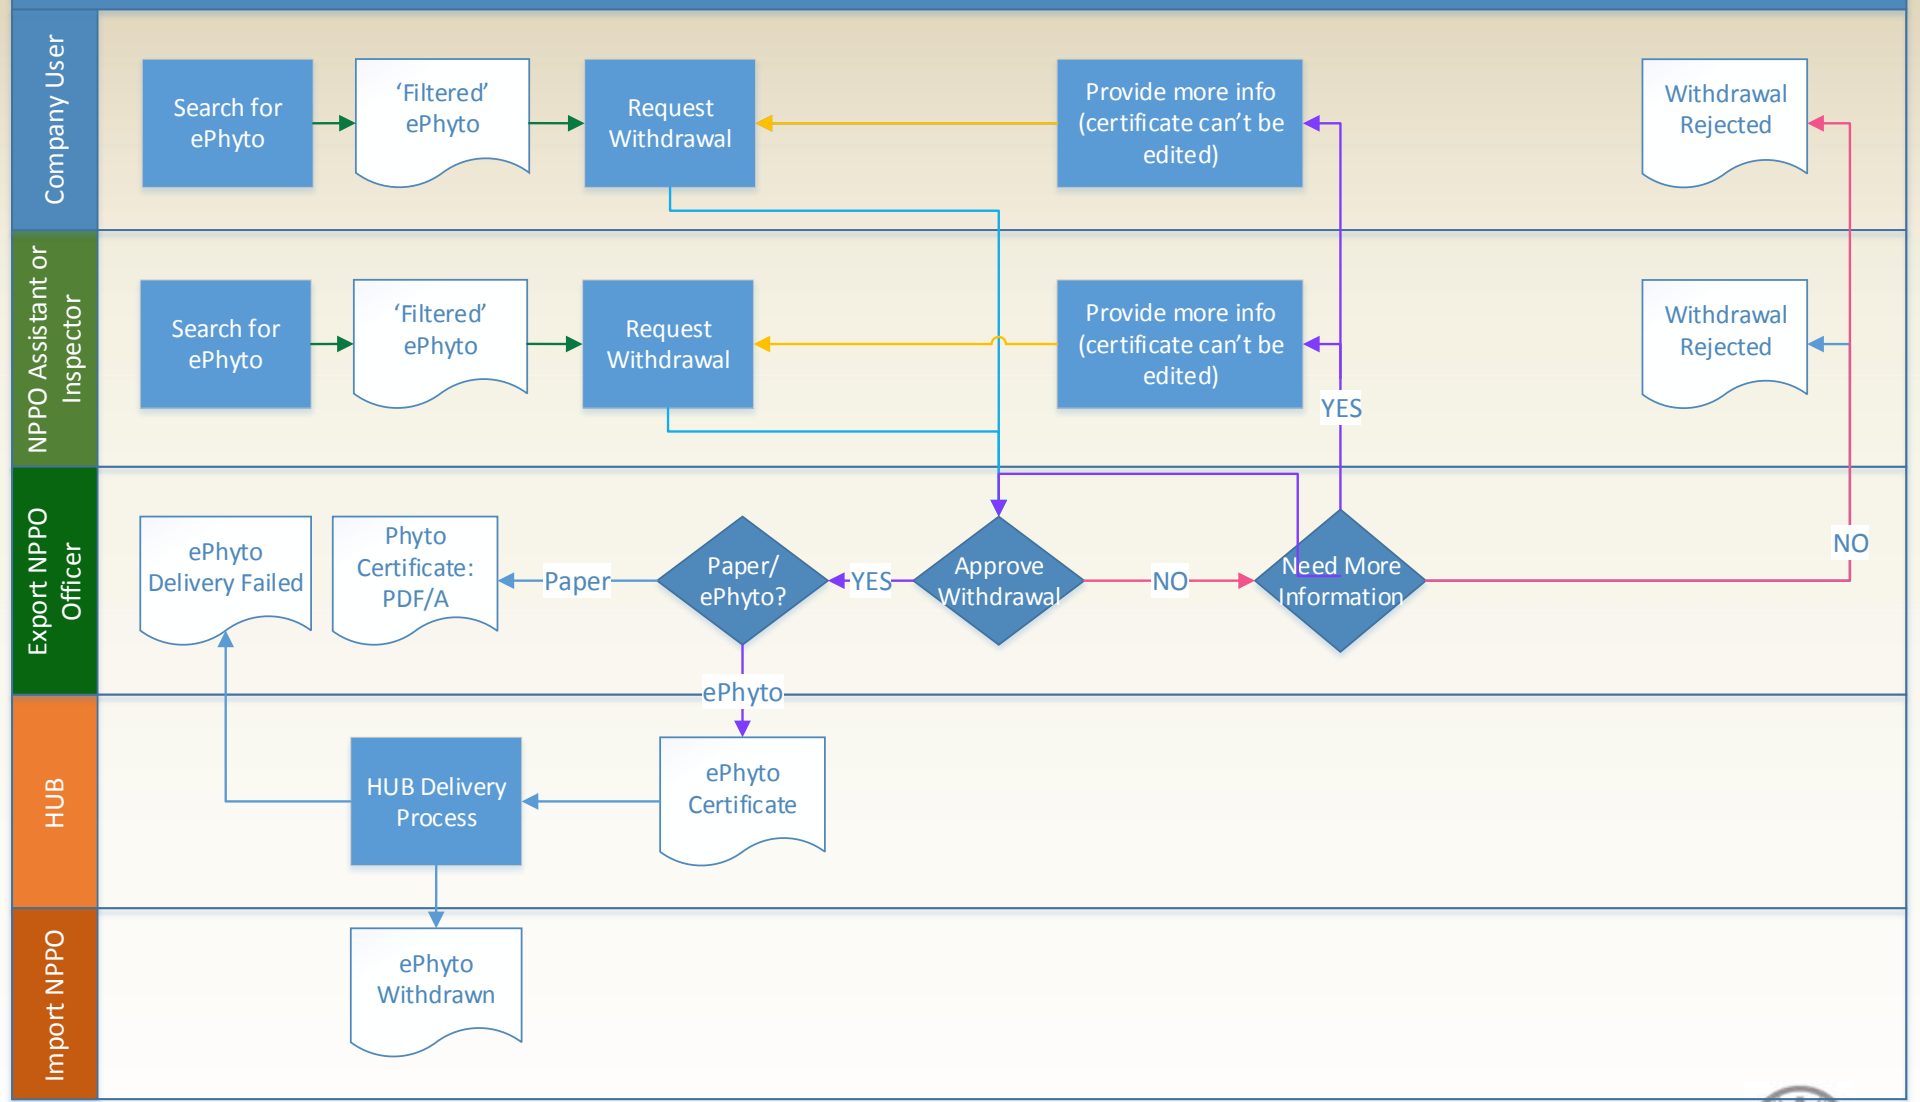 Company User
Search for
ePhyto
‘Filtered’
ePhyto
Request
Withdrawal
Provide more info
(certificate can’t be
edited)
Withdrawal
Rejected
NPPO Assistant or
Inspector
Search for
ePhyto
‘Filtered’
ePhyto
Request
Withdrawal
Provide more info
(certificate can’t be
edited)
Withdrawal
Rejected
YES
Export NPPO
Officer
ePhyto
Delivery Failed
Phyto
Certificate:
PDF/A
Paper
Paper/
ePhyto?
YES
Approve
Withdrawal
NO
Need More
Information
NO
ePhyto
HUB
HUB Delivery
Process
ePhyto
Certificate
Import NPPO
ePhyto
Withdrawn